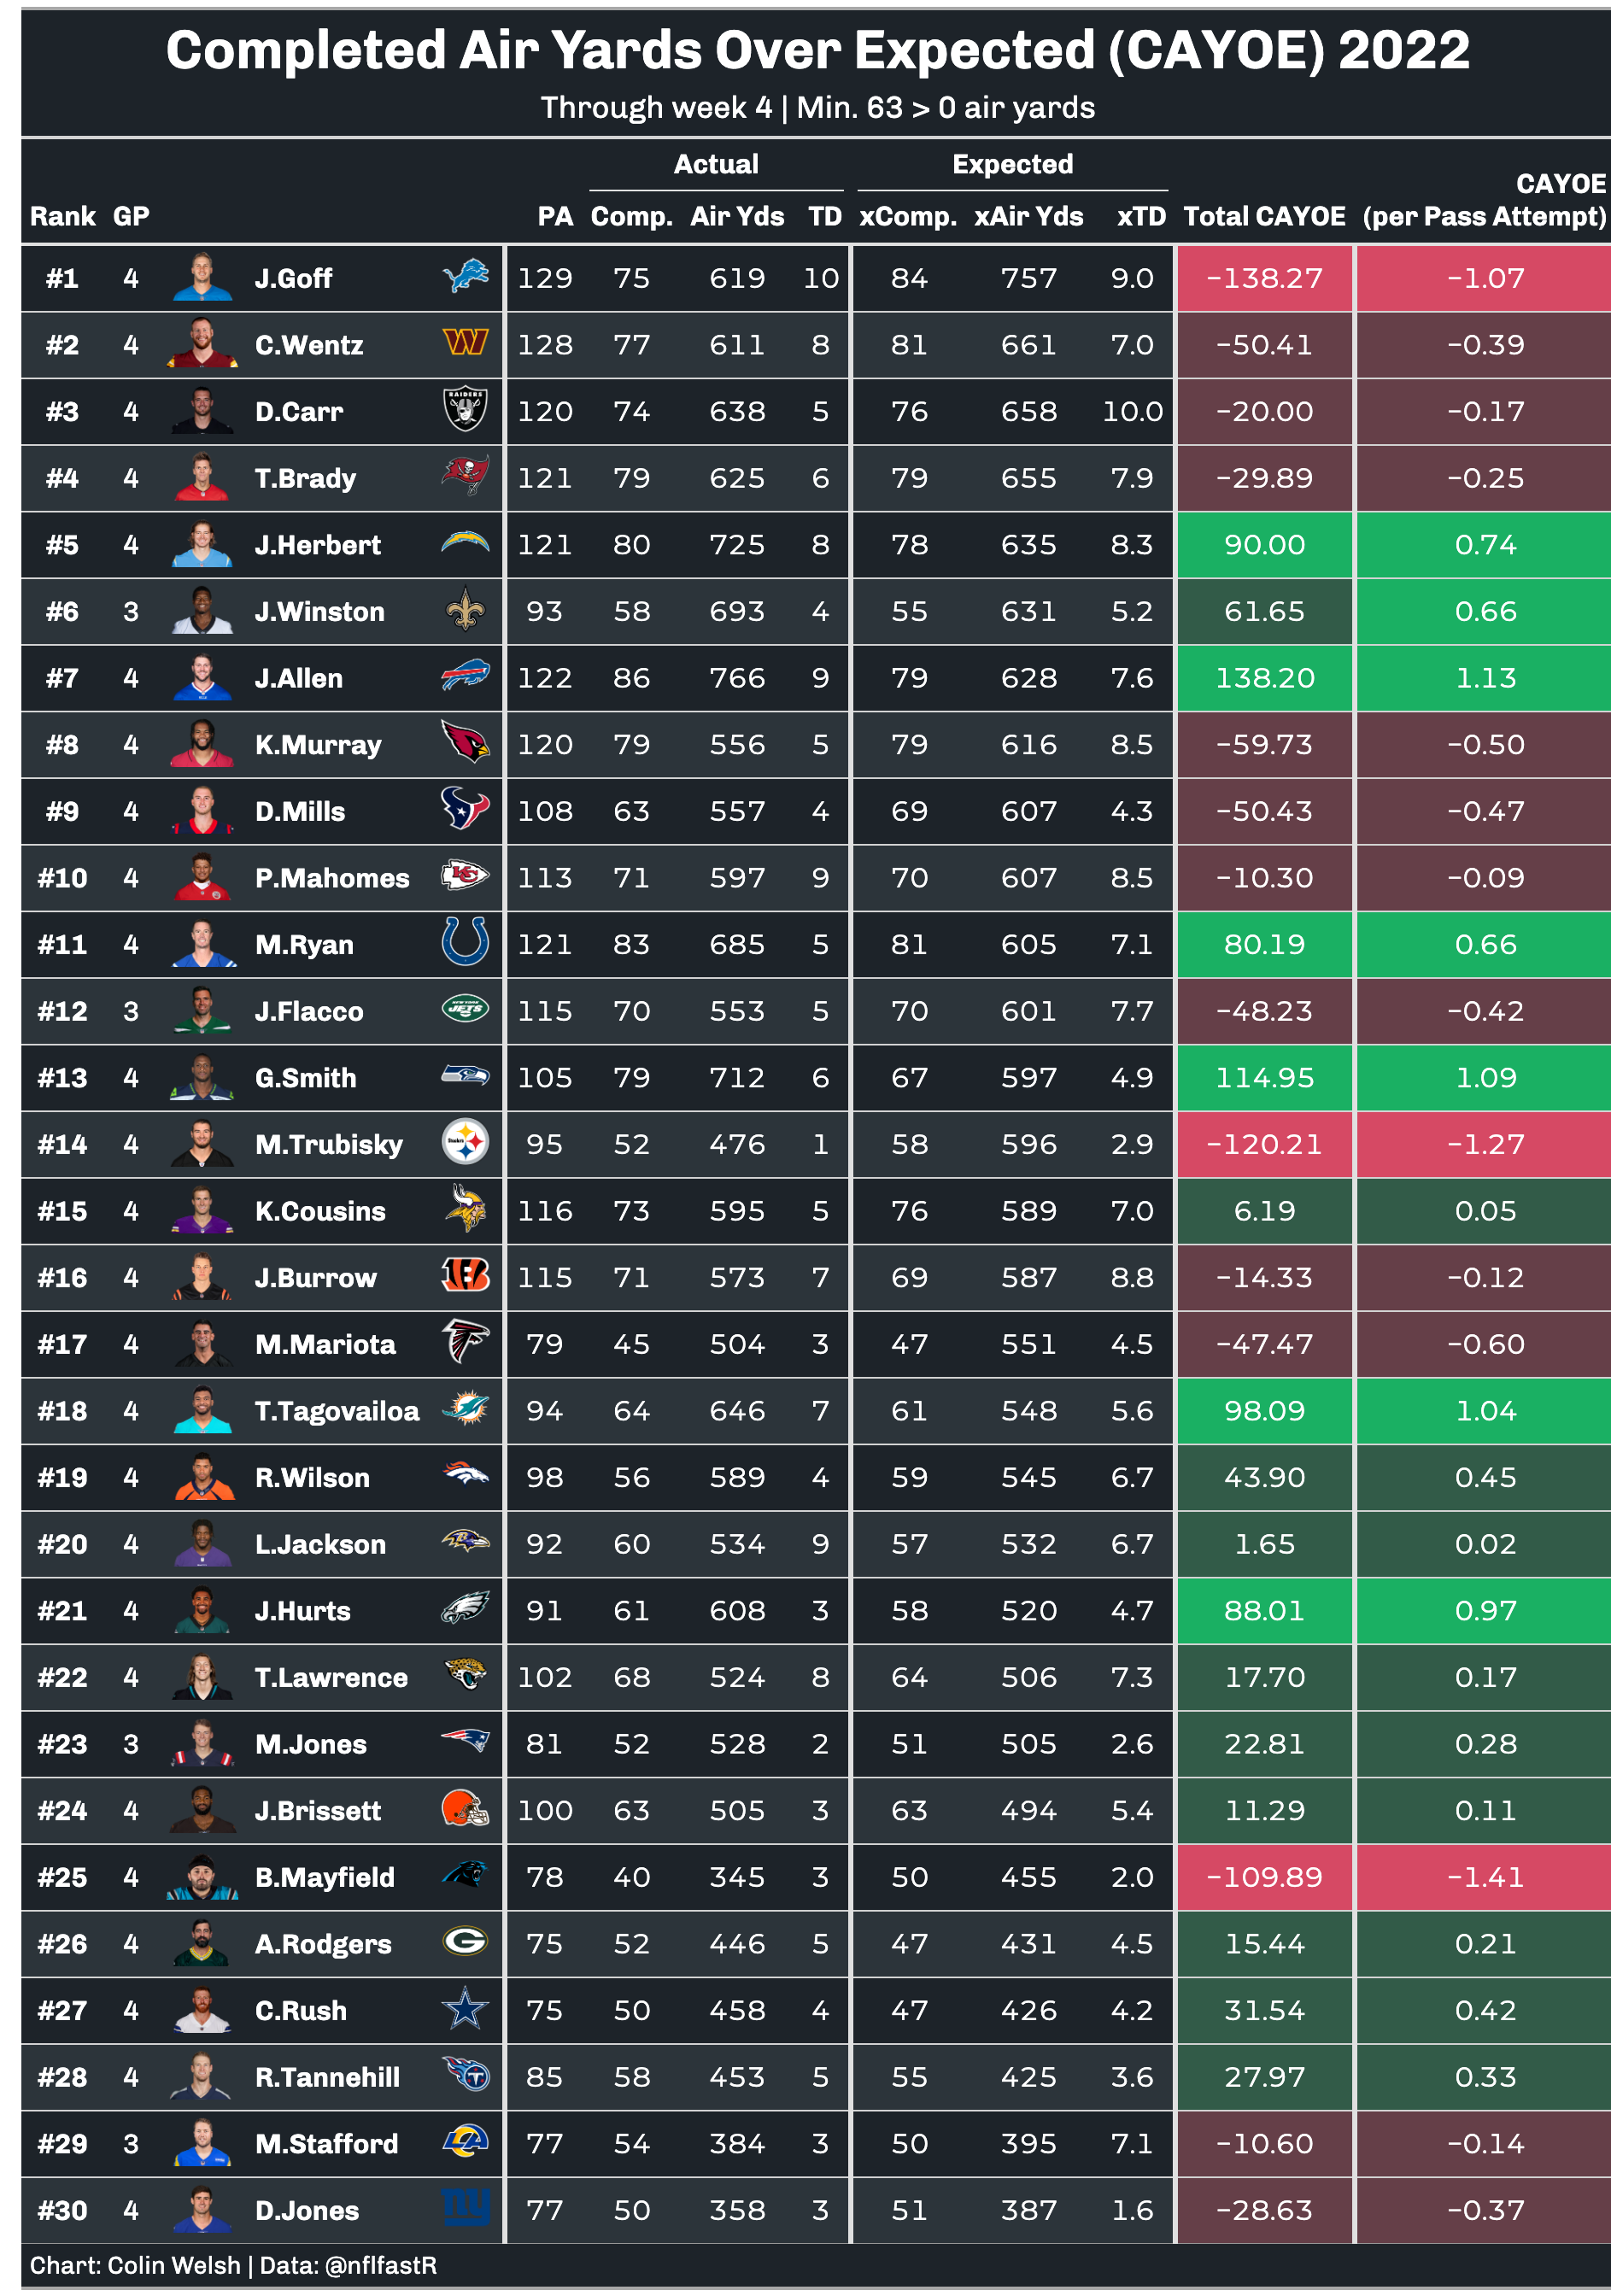 Completed Air Yards Over Expected (CAYOE) 2022
Through week 4 | Min. 63 > 0 air yards
Actual Expected
Rank GP PA Comp. Air Yds TD xComp. xAir Yds xTD Total CAYOE CAYOE (per Pass Attempt)
#1 4 J.Goff 129 75 619 10 84 757 9.0 −138.27 −1.07
#2 4 C.Wentz 128 77 611 8 81 661 7.0 −50.41 −0.39
#3 4 D.Carr RAIDERS 120 74 638 5 76 658 10.0 −20.00 −0.17
#4 4 T.Brady 121 79 625 6 79 655 7.9 −29.89 −0.25
#5 4 J.Herbert 121 80 725 8 78 635 8.3 90.00 0.74
#6 3 J.Winston 93 58 693 4 55 631 5.2 61.65 0.66
#7 4 J.Allen 122 86 766 9 79 628 7.6 138.20 1.13
#8 4 K.Murray 120 79 556 5 79 616 8.5 −59.73 −0.50
#9 4 D.Mills 108 63 557 4 69 607 4.3 −50.43 −0.47
#10 4 P.Mahomes KC 113 71 597 9 70 607 8.5 −10.30 −0.09
#11 4 M.Ryan 121 83 685 5 81 605 7.1 80.19 0.66
#12 3 J.Flacco NEW YORK JETS 115 70 553 5 70 601 7.7 −48.23 −0.42
#13 4 G.Smith 105 79 712 6 67 597 4.9 114.95 1.09
#14 4 M.Trubisky Steelers 95 52 476 1 58 596 2.9 −120.21 −1.27
#15 4 K.Cousins 116 73 595 5 76 589 7.0 6.19 0.05
#16 4 J.Burrow B 115 71 573 7 69 587 8.8 −14.33 −0.12
#17 4 M.Mariota 79 45 504 3 47 551 4.5 −47.47 −0.60
#18 4 T.Tagovailoa 94 64 646 7 61 548 5.6 98.09 1.04
#19 4 R.Wilson 98 56 589 4 59 545 6.7 43.90 0.45
#20 4 L.Jackson B 92 60 534 9 57 532 6.7 1.65 0.02
#21 4 J.Hurts 91 61 608 3 58 520 4.7 88.01 0.97
#22 4 T.Lawrence 102 68 524 8 64 506 7.3 17.70 0.17
#23 3 M.Jones 81 52 528 2 51 505 2.6 22.81 0.28
#24 4 J.Brissett 100 63 505 3 63 494 5.4 11.29 0.11
#25 4 B.Mayfield 78 40 345 3 50 455 2.0 −109.89 −1.41
#26 4 A.Rodgers G 75 52 446 5 47 431 4.5 15.44 0.21
#27 4 C.Rush 75 50 458 4 47 426 4.2 31.54 0.42
#28 4 R.Tannehill T 85 58 453 5 55 425 3.6 27.97 0.33
#29 3 M.Stafford LA 77 54 384 3 50 395 7.1 −10.60 −0.14
#30 4 D.Jones ny 77 50 358 3 51 387 1.6 −28.63 −0.37
Chart: Colin Welsh | Data: @nflfastR